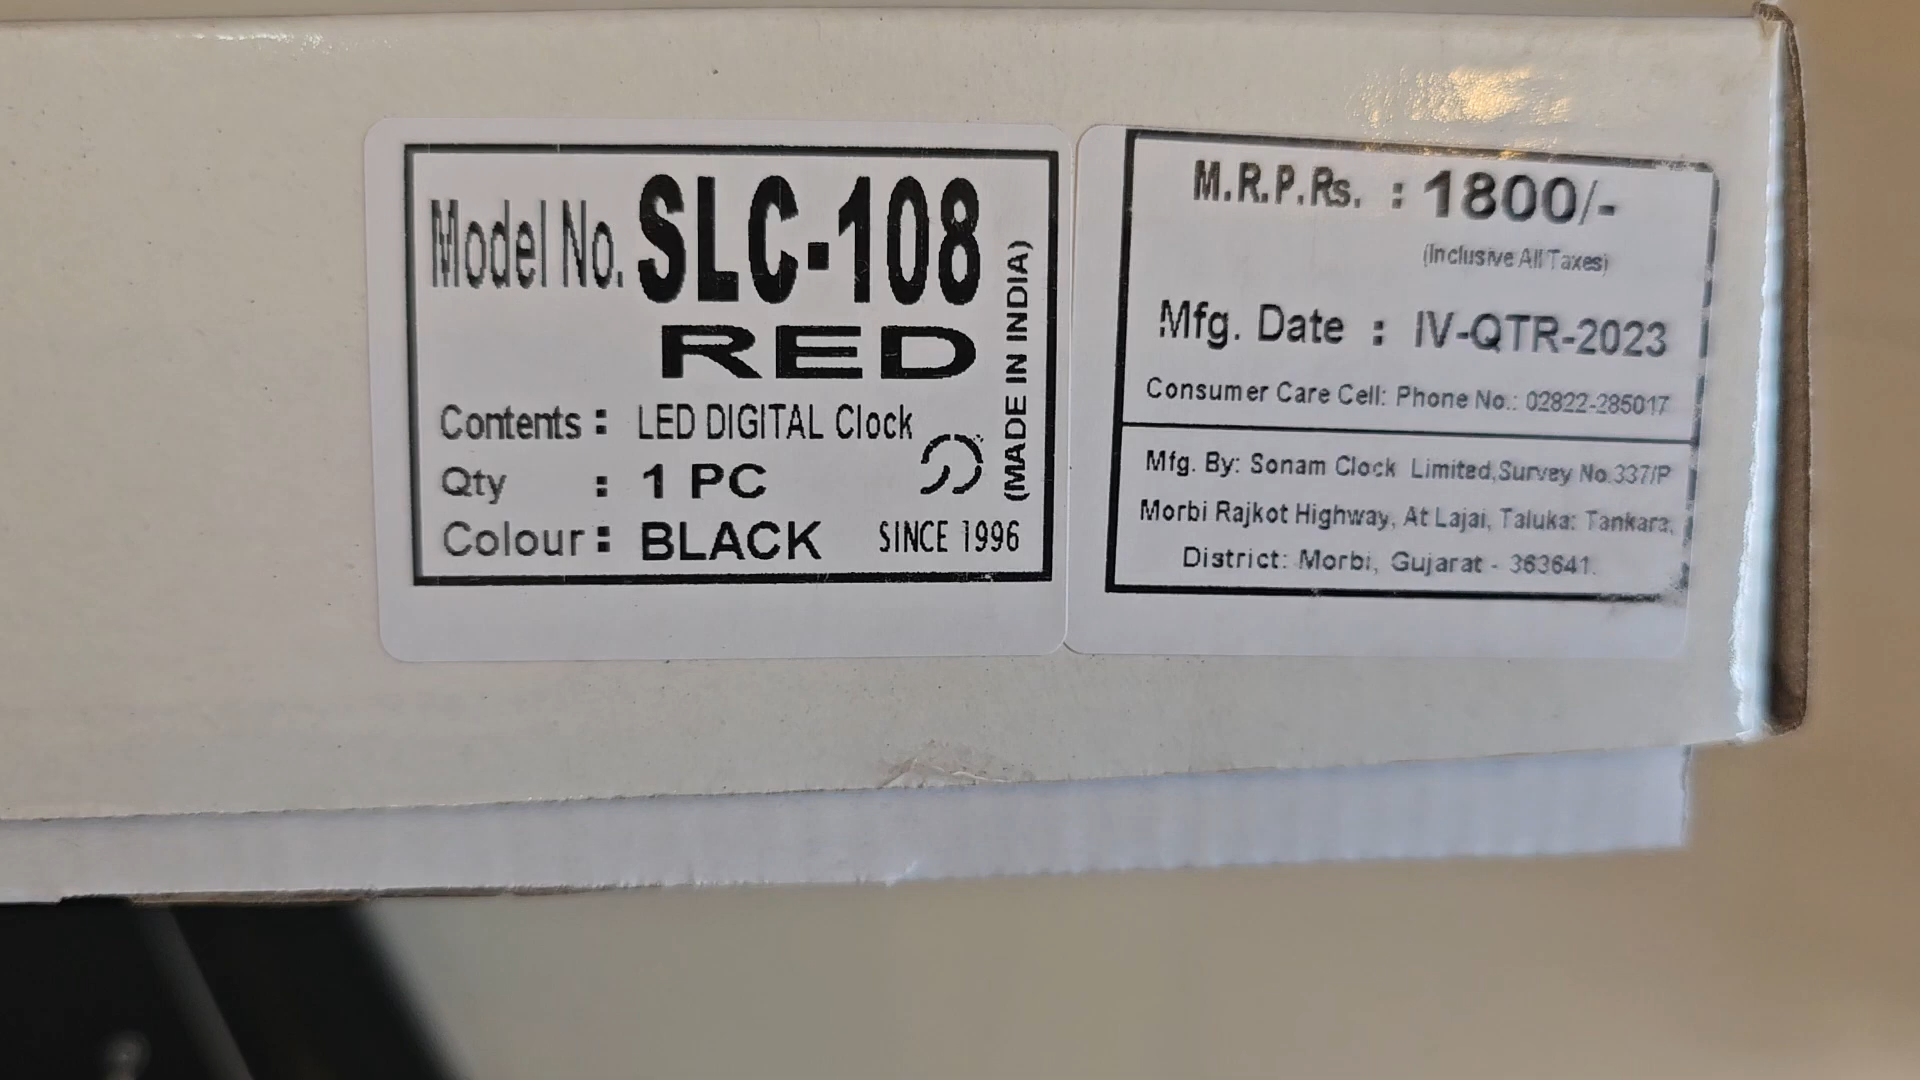 Model No. SLC-108
RED
Contents : LED DIGITAL Clock
Qty : 1 PC
Colour : BLACK
SINCE 1996
(MADE IN INDIA)
M.R.P.Rs. : 1800/-
(Inclusive All Taxes)
Mfg. Date : IV-QTR-2023
Consumer Care Cell: Phone No.: 02822-285017
Mfg. By: Sonam Clock Limited,Survey No.337/P
Morbi Rajkot Highway, At Lajai, Taluka: Tankara,
District: Morbi, Gujarat - 363641.